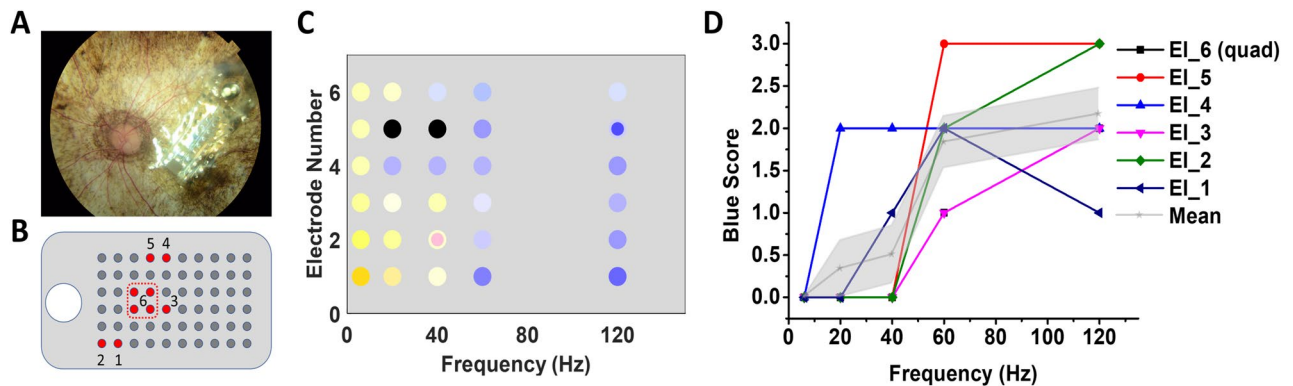 A
B
5 4
6 3
2 1
C
Electrode Number
6
4
2
0
0 40 80 120
Frequency (Hz)
D
Blue Score
3.0
2.5
2.0
1.5
1.0
0.5
0.0
0 20 40 60 80 100 120
Frequency (Hz)
El_6 (quad)
El_5
El_4
El_3
El_2
El_1
Mean